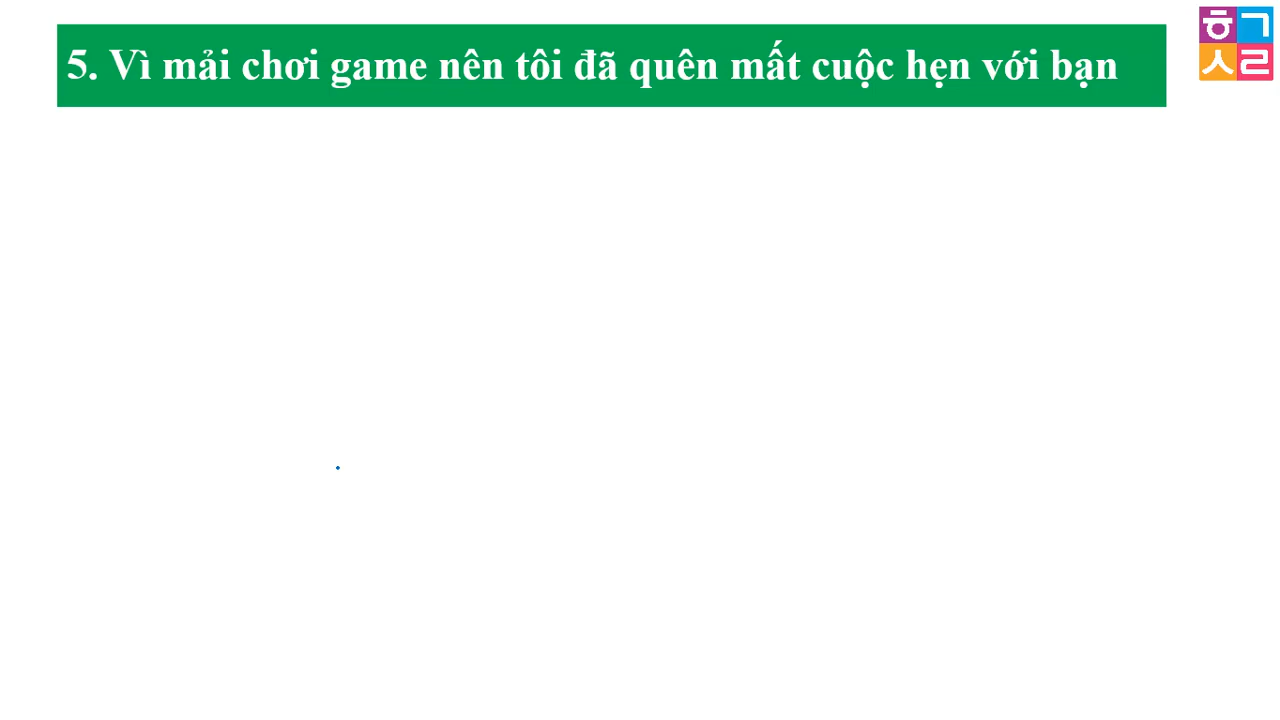 5. Vì mải chơi game nên tôi đã quên mất cuộc hẹn với bạn
ㅎㄱ
ㅅㄹ